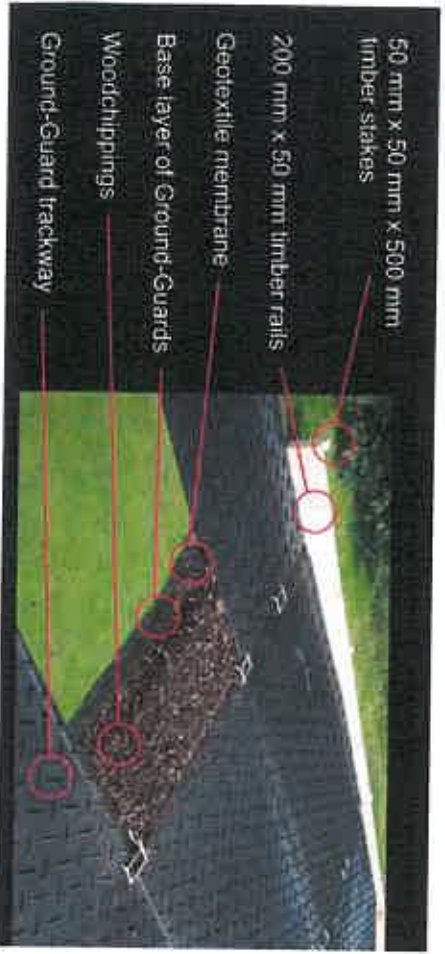 50 mm x 50 mm x 500 mm
timber stakes
200 mm x 50 mm timber rails
Geotextile membrane
Base layer of Ground-Guards
Woodchippings
Ground-Guard trackway